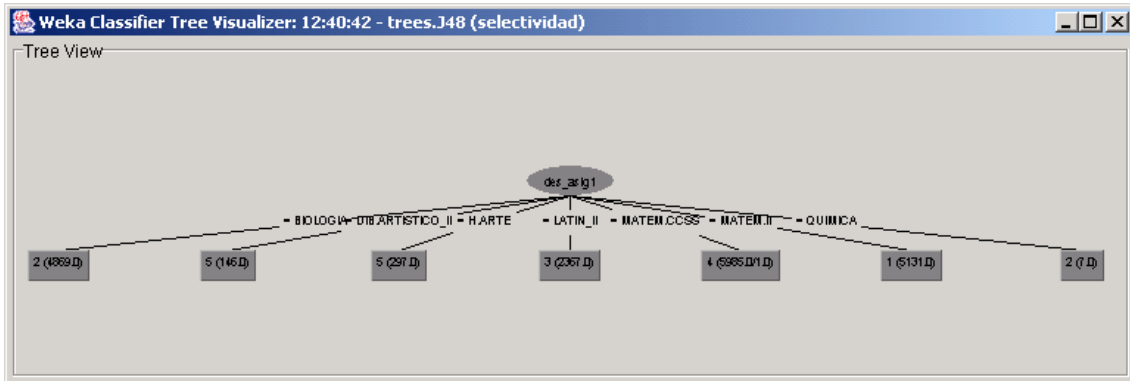 Weka Classifier Tree Visualizer: 12:40:42 - trees.J48 (selectividad)
Tree View
des_asig1
= BIOLOGIA = DIB.ARTISTICO_II = H.ARTE = LATIN_II = MATEM.CCSS = MATEM.II = QUIMICA
2 (4869.0) 5 (146.0) 5 (297.0) 3 (2367.0) 4 (5985.0/1.0) 1 (5131.0) 2 (7.0)